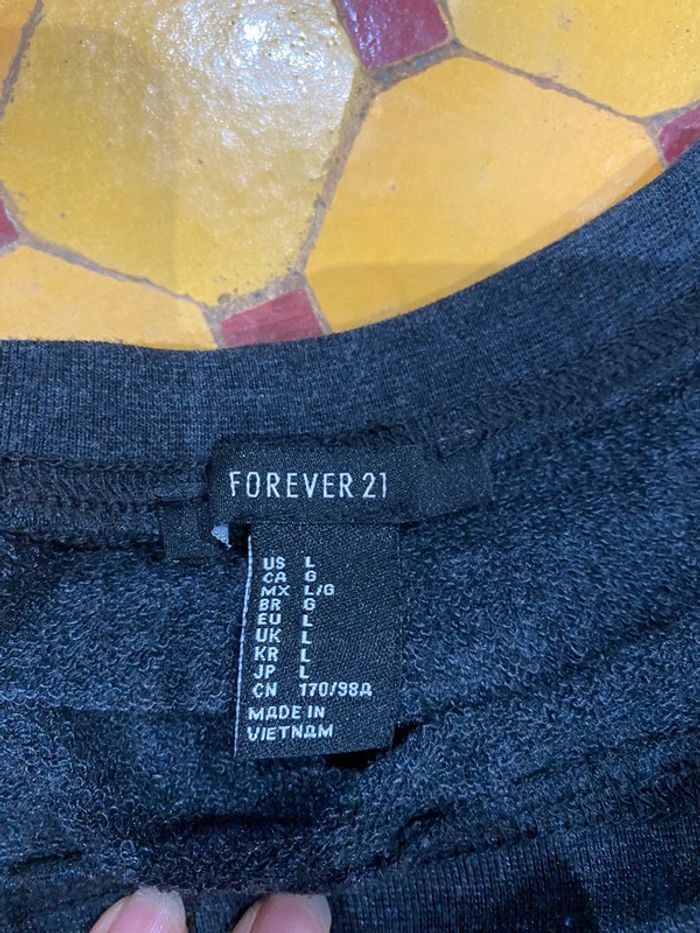 FOREVER 21
US L
CA G
MX L/G
BR G
EU L
UK L
KR L
JP L
CN 170/98A
MADE IN
VIETNAM